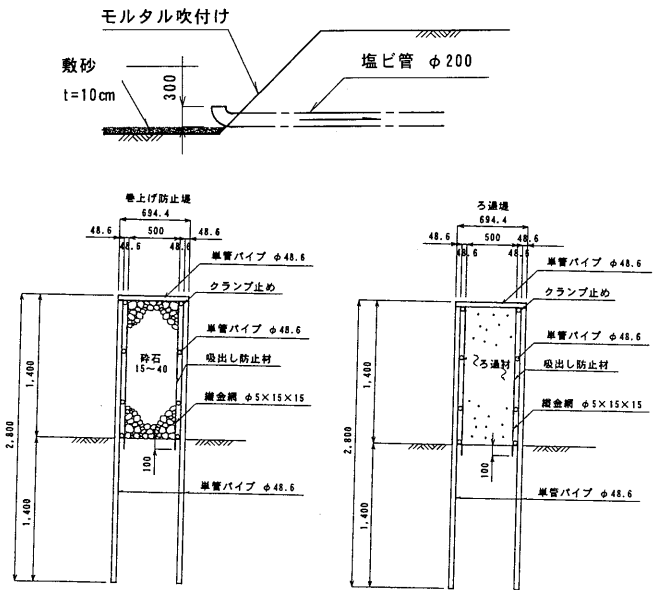 モルタル吹付け
敷砂
t=10cm
300
塩ビ管 φ200
巻上げ防止堤
694.4
48.6 500 48.6
48.6 48.6
単管パイプ φ48.6
クランプ止め
単管パイプ φ48.6
砕石
15～40
吸出し防止材
織金網 φ5×15×15
1,400
2,800
100
単管パイプ φ48.6
1,400
ろ過堤
694.4
48.6 500 48.6
48.6 48.6
単管パイプ φ48.6
クランプ止め
単管パイプ φ48.6
ろ過材
吸出し防止材
織金網 φ5×15×15
1,400
2,800
100
単管パイプ φ48.6
1,400